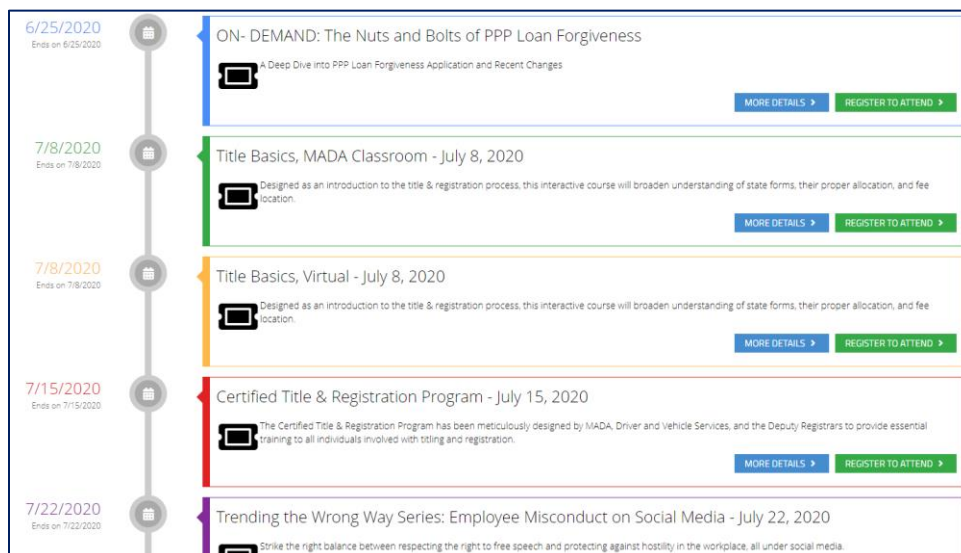 6/25/2020
Ends on 6/25/2020
ON- DEMAND: The Nuts and Bolts of PPP Loan Forgiveness
A Deep Dive into PPP Loan Forgiveness Application and Recent Changes
MORE DETAILS > REGISTER TO ATTEND >
7/8/2020
Ends on 7/8/2020
Title Basics, MADA Classroom - July 8, 2020
Designed as an introduction to the title & registration process, this interactive course will broaden understanding of state forms, their proper allocation, and fee
location.
MORE DETAILS > REGISTER TO ATTEND >
7/8/2020
Ends on 7/8/2020
Title Basics, Virtual - July 8, 2020
Designed as an introduction to the title & registration process, this interactive course will broaden understanding of state forms, their proper allocation, and fee
location.
MORE DETAILS > REGISTER TO ATTEND >
7/15/2020
Ends on 7/15/2020
Certified Title & Registration Program - July 15, 2020
The Certified Title & Registration Program has been meticulously designed by MADA, Driver and Vehicle Services, and the Deputy Registrars to provide essential
training to all individuals involved with titling and registration.
MORE DETAILS > REGISTER TO ATTEND >
7/22/2020
Ends on 7/22/2020
Trending the Wrong Way Series: Employee Misconduct on Social Media - July 22, 2020
Strike the right balance between respecting the right to free speech and protecting against hostility in the workplace, all under social media.